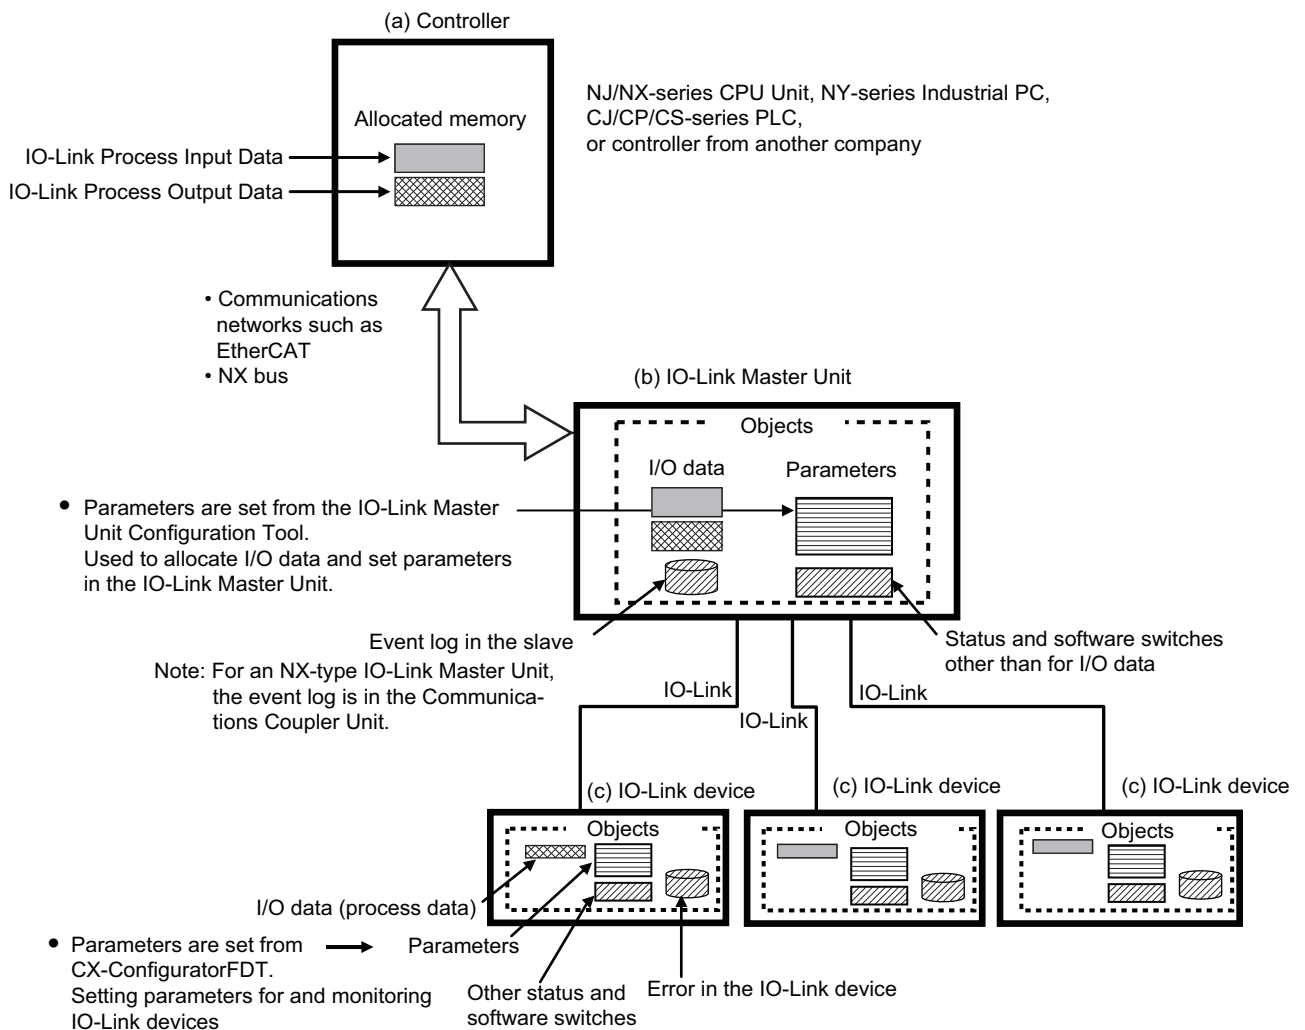 (a) Controller
NJ/NX-series CPU Unit, NY-series Industrial PC,
CJ/CP/CS-series PLC,
or controller from another company
Allocated memory
IO-Link Process Input Data
IO-Link Process Output Data
• Communications
networks such as
EtherCAT
• NX bus
(b) IO-Link Master Unit
Objects
I/O data
Parameters
• Parameters are set from the IO-Link Master
Unit Configuration Tool.
Used to allocate I/O data and set parameters
in the IO-Link Master Unit.
Event log in the slave
Note: For an NX-type IO-Link Master Unit,
the event log is in the Communica-
tions Coupler Unit.
Status and software switches
other than for I/O data
IO-Link
IO-Link
IO-Link
(c) IO-Link device
(c) IO-Link device
(c) IO-Link device
Objects
Objects
Objects
I/O data (process data)
• Parameters are set from
CX-ConfiguratorFDT.
Setting parameters for and monitoring
IO-Link devices
Parameters
Other status and
software switches
Error in the IO-Link device